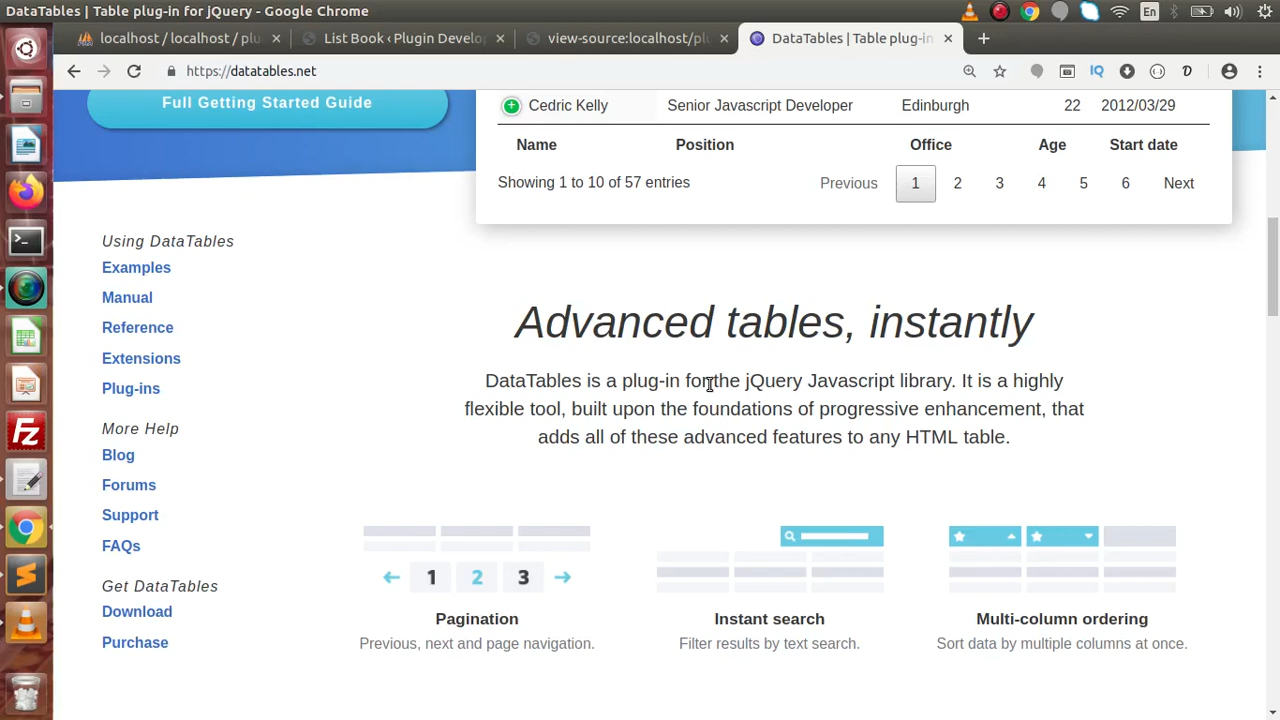 DataTables | Table plug-in for jQuery - Google Chrome
En
localhost / localhost / plu
List Book ‹ Plugin Develo
view-source:localhost/plu
DataTables | Table plug-in
https://datatables.net
IQ
Full Getting Started Guide
Cedric Kelly Senior Javascript Developer Edinburgh 22 2012/03/29
Name Position Office Age Start date
Showing 1 to 10 of 57 entries
Previous 1 2 3 4 5 6 Next
Using DataTables
Examples
Manual
Reference
Extensions
Plug-ins
More Help
Blog
Forums
Support
FAQs
Get DataTables
Download
Purchase
Advanced tables, instantly
DataTables is a plug-in for the jQuery Javascript library. It is a highly
flexible tool, built upon the foundations of progressive enhancement, that
adds all of these advanced features to any HTML table.
1 2 3
Pagination
Previous, next and page navigation.
Instant search
Filter results by text search.
Multi-column ordering
Sort data by multiple columns at once.